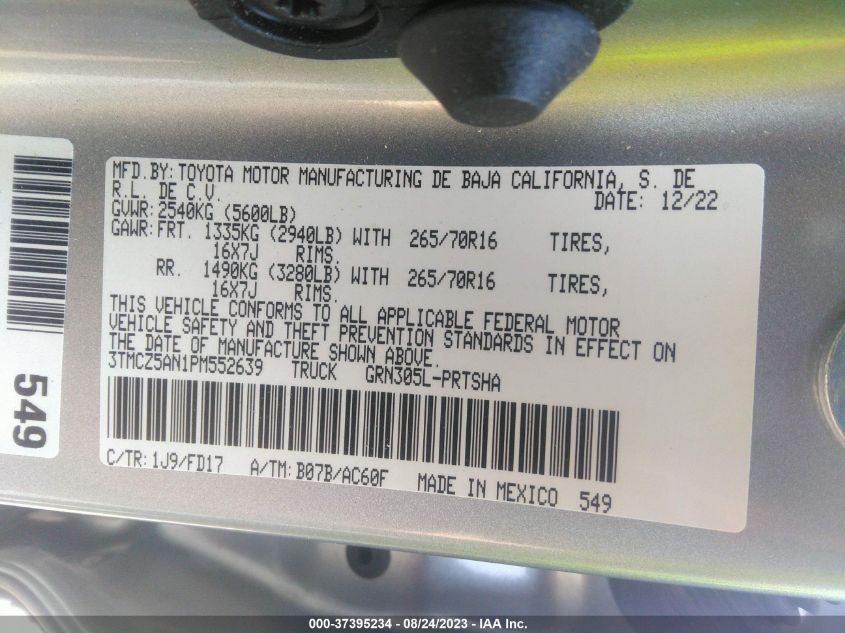 MFD.BY: TOYOTA MOTOR MANUFACTURING DE BAJA CALIFORNIA, S. DE
R.L. DE C.V.
DATE: 12/22
GVWR: 2540KG (5600LB)
GAWR: FRT. 1335KG (2940LB) WITH 265/70R16 TIRES,
16X7J RIMS.
RR. 1490KG (3280LB) WITH 265/70R16 TIRES,
16X7J RIMS.
THIS VEHICLE CONFORMS TO ALL APPLICABLE FEDERAL MOTOR
VEHICLE SAFETY AND THEFT PREVENTION STANDARDS IN EFFECT ON
THE DATE OF MANUFACTURE SHOWN ABOVE.
3TMCZ5AN1PM552639 TRUCK GRN305L-PRTSHA
C/TR: 1J9/FD17 A/TM: B07B/AC60F MADE IN MEXICO 549
549
000-37395234 - 08/24/2023 - IAA Inc.